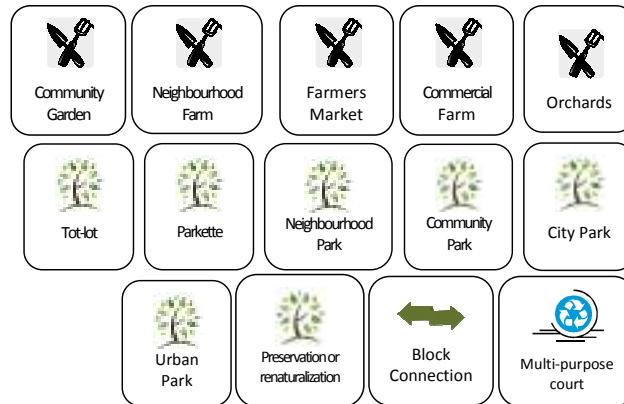 Community
Garden
Neighbourhood
Farm
Farmers
Market
Commercial
Farm
Orchards
Tot-lot
Parkette
Neighbourhood
Park
Community
Park
City Park
Urban
Park
Preservation or
renaturalization
Block
Connection
Multi-purpose
court